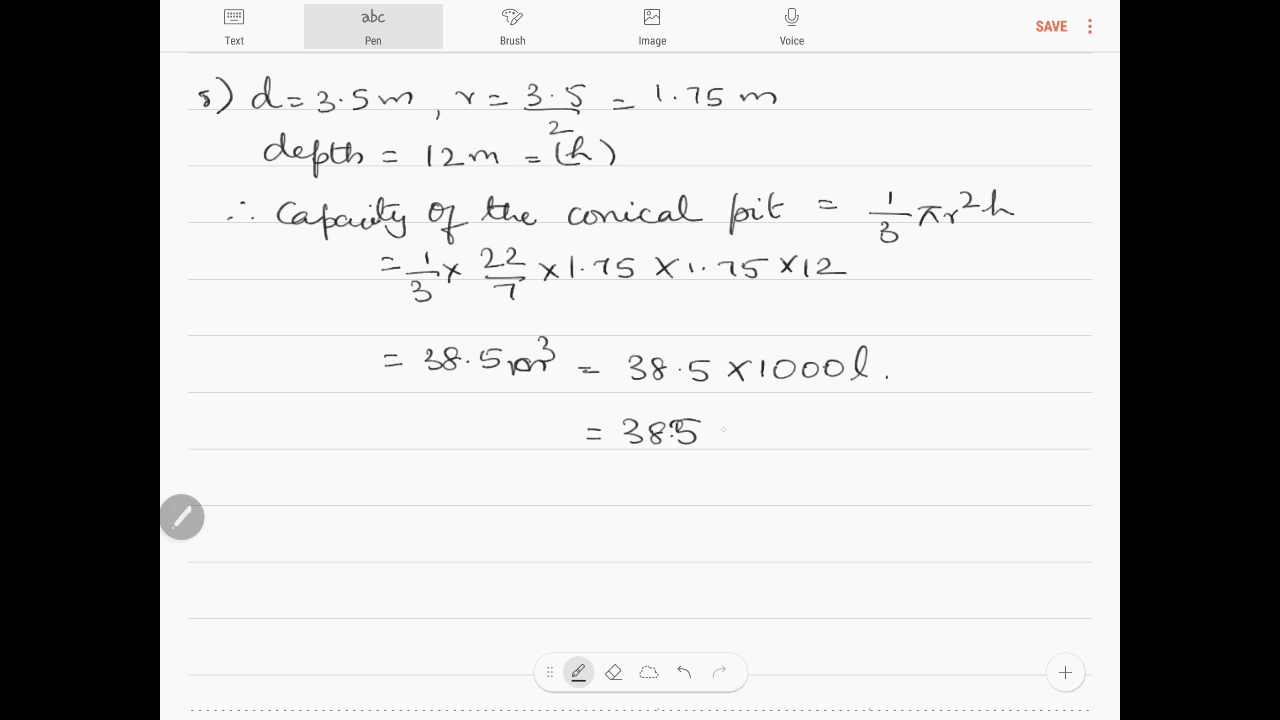 Text
abc
Pen
Brush
Image
Voice
SAVE
5) d = 3.5 m, r = 3.5/2 = 1.75 m
depth = 12 m = (h)
∴ Capacity of the conical pit = 1/3 πr²h
= 1/3 × 22/7 × 1.75 × 1.75 × 12
= 38.5 m³ = 38.5 × 1000 l.
= 38.5